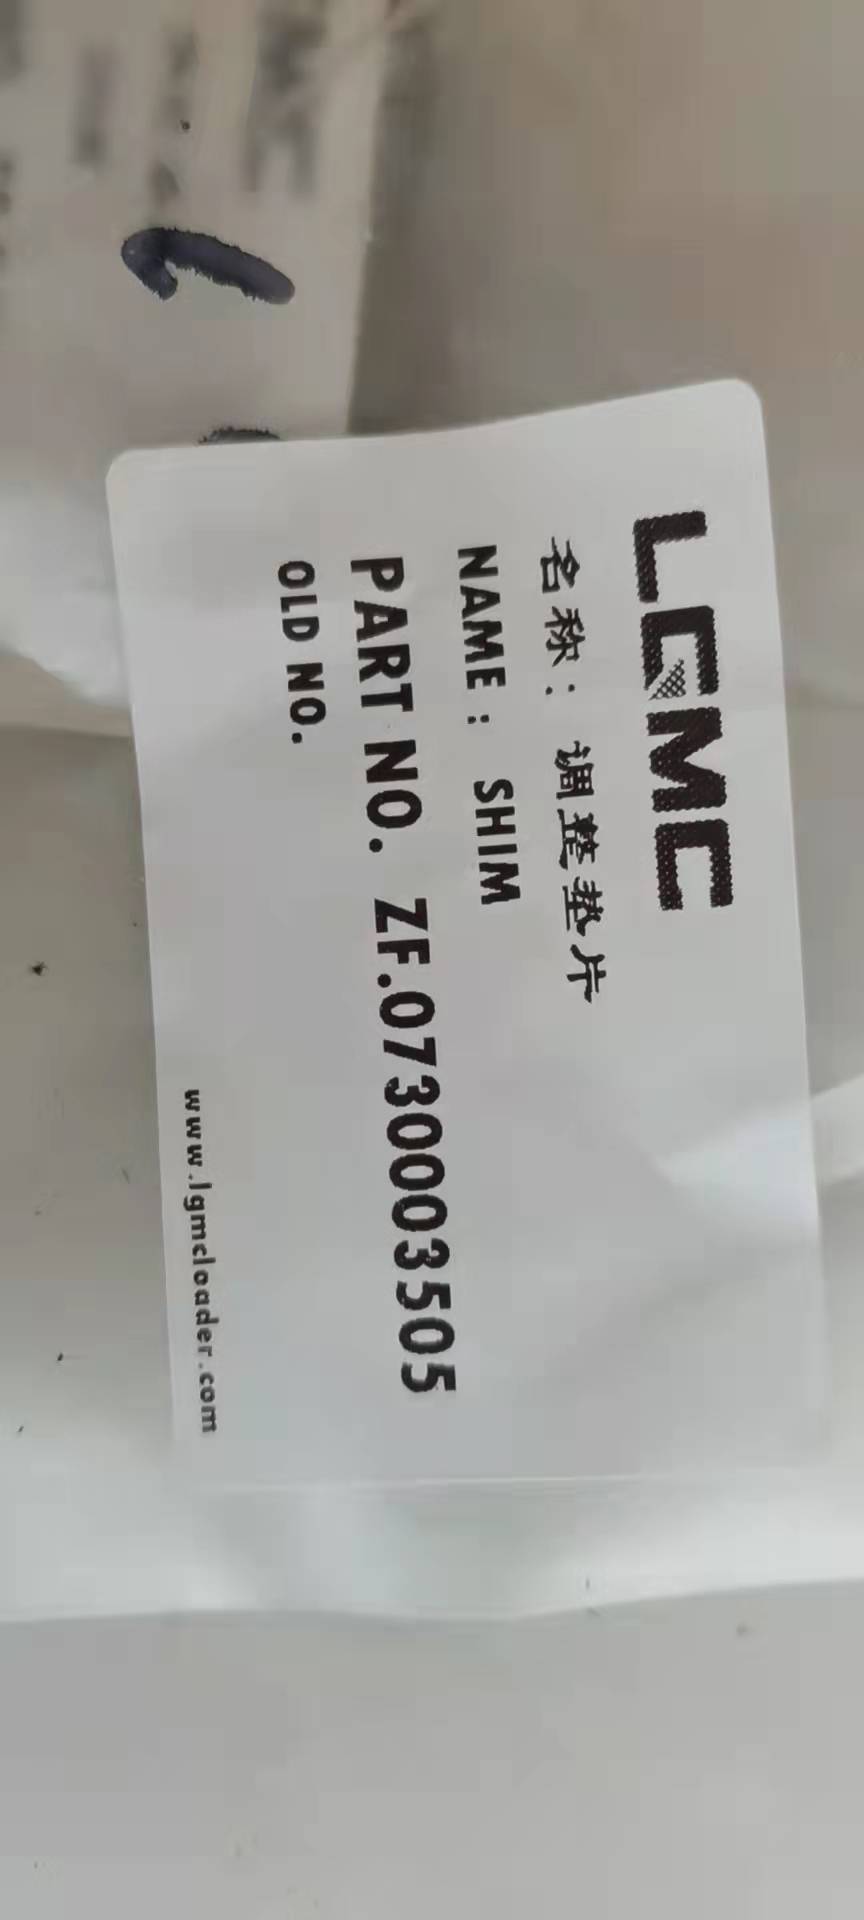 LGMC
名称: 调整垫片
NAME: SHIM
PART NO. ZF.0730003505
OLD NO.
www.lgmcloader.com